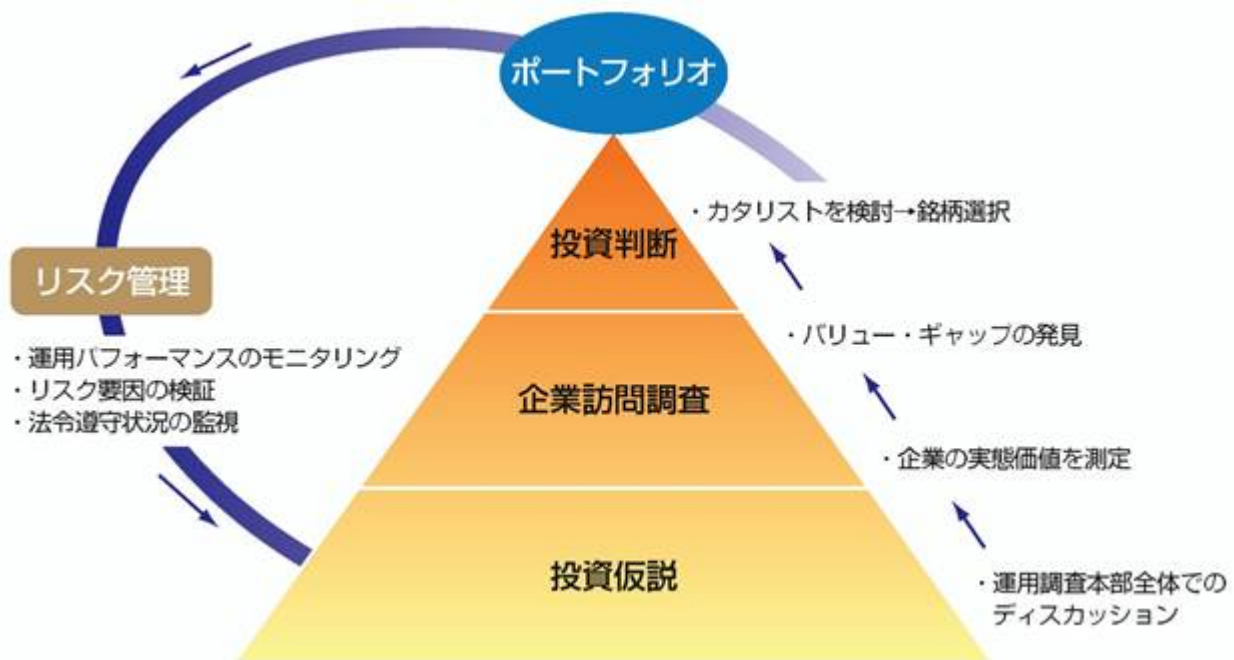 ポートフォリオ
投資判断
企業訪問調査
投資仮説
・カタリストを検討→銘柄選択
・バリュー・ギャップの発見
・企業の実態価値を測定
・運用調査本部全体での
ディスカッション
リスク管理
・運用パフォーマンスのモニタリング
・リスク要因の検証
・法令遵守状況の監視